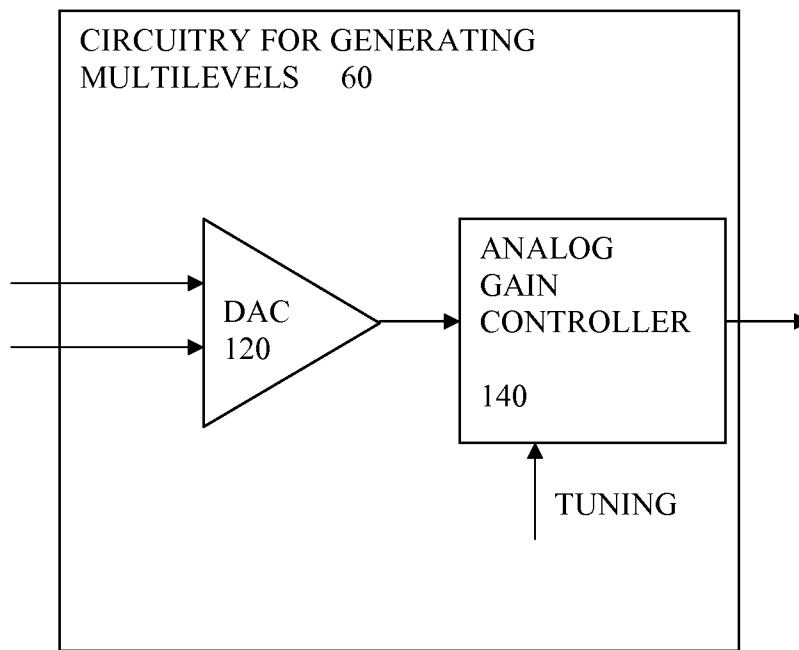 CIRCUITRY FOR GENERATING
MULTILEVELS 60
DAC
120
ANALOG
GAIN
CONTROLLER
140
TUNING